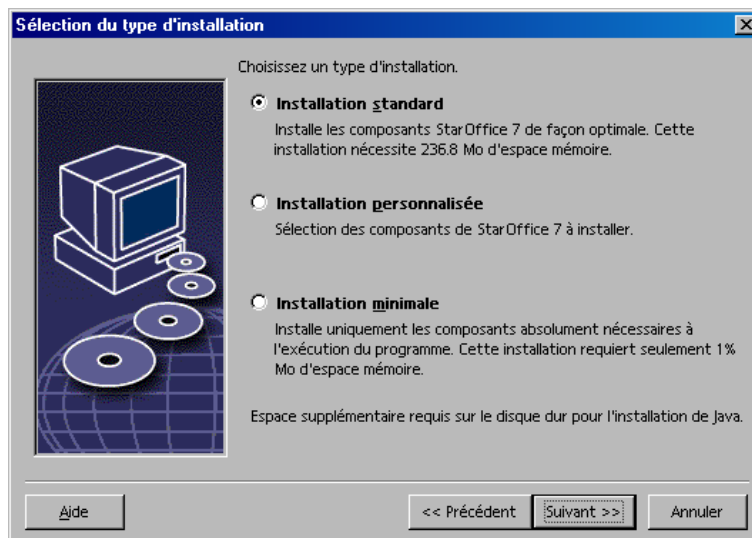 Sélection du type d'installation
Choisissez un type d'installation.
Installation standard
Installe les composants StarOffice 7 de façon optimale. Cette
installation nécessite 236.8 Mo d'espace mémoire.
Installation personnalisée
Sélection des composants de StarOffice 7 à installer.
Installation minimale
Installe uniquement les composants absolument nécessaires à
l'exécution du programme. Cette installation requiert seulement 1%
Mo d'espace mémoire.
Espace supplémentaire requis sur le disque dur pour l'installation de Java.
Aide
<< Précédent
Suivant >>
Annuler